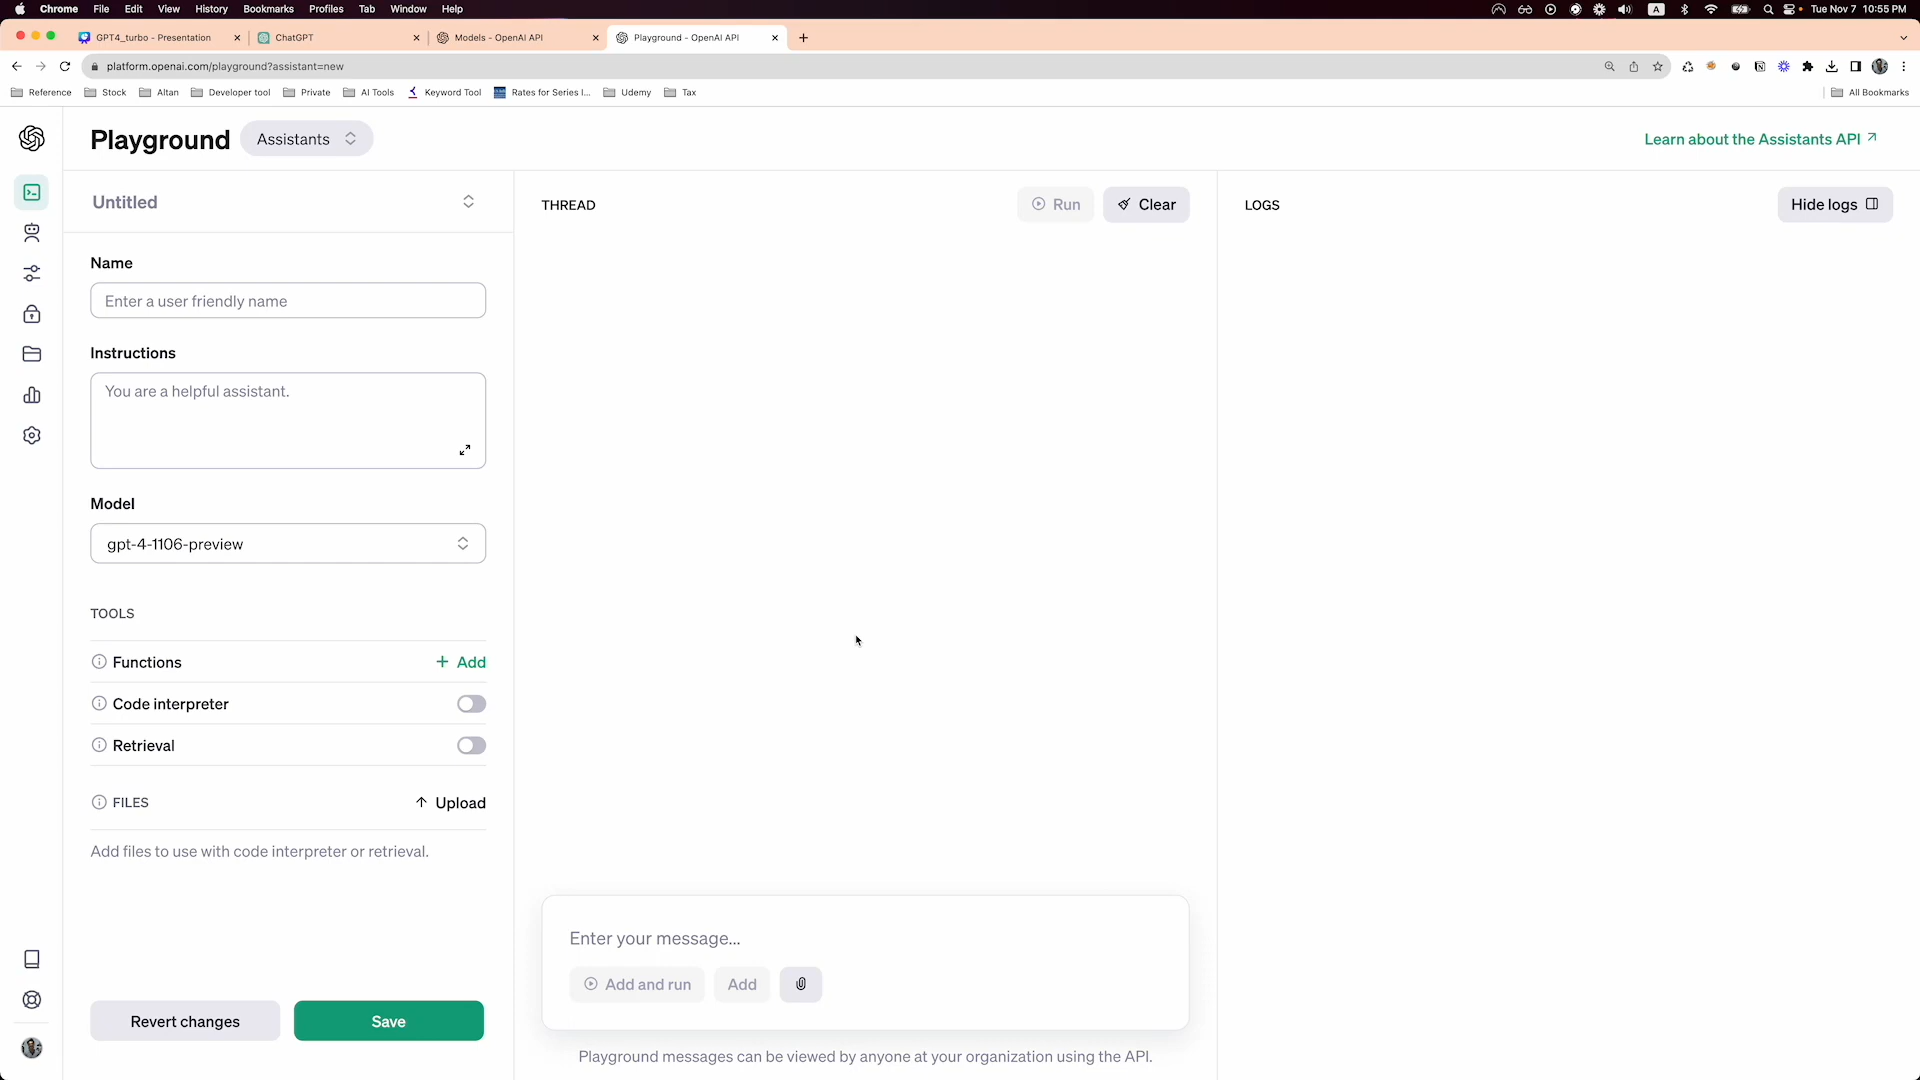 Chrome File Edit View History Bookmarks Profiles Tab Window Help A Tue Nov 7 10:55 PM
GPT4_turbo - Presentation ChatGPT Models - OpenAI API Playground - OpenAI API
platform.openai.com/playground?assistant=new
Reference Stock Altan Developer tool Private AI Tools Keyword Tool Rates for Series I... Udemy Tax All Bookmarks
Playground Assistants Learn about the Assistants API
Untitled
THREAD Run Clear
LOGS Hide logs
Name
Enter a user friendly name
Instructions
You are a helpful assistant.
Model
gpt-4-1106-preview
TOOLS
Functions + Add
Code interpreter
Retrieval
FILES Upload
Add files to use with code interpreter or retrieval.
Revert changes Save
Enter your message...
Add and run Add
Playground messages can be viewed by anyone at your organization using the API.